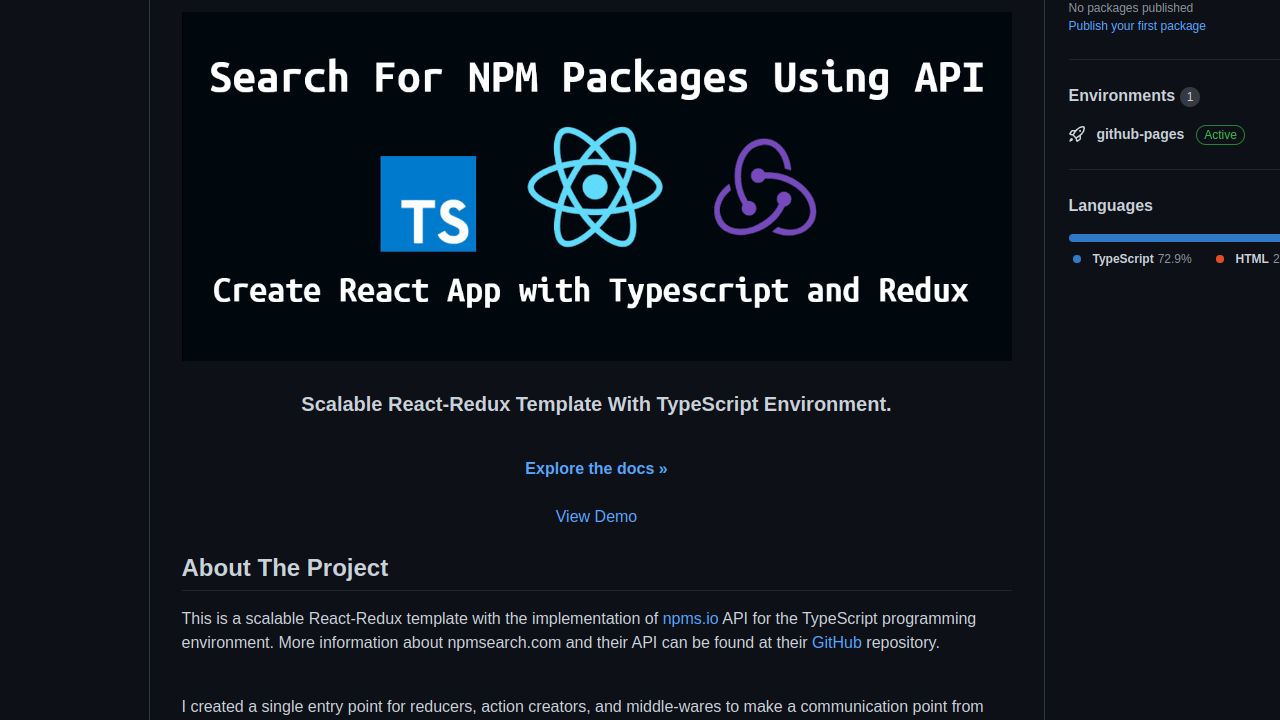 Search For NPM Packages Using API
TS
Create React App with Typescript and Redux
Scalable React-Redux Template With TypeScript Environment.
Explore the docs »
View Demo
About The Project
This is a scalable React-Redux template with the implementation of npms.io API for the TypeScript programming
environment. More information about npmsearch.com and their API can be found at their GitHub repository.
I created a single entry point for reducers, action creators, and middle-wares to make a communication point from
No packages published
Publish your first package
Environments 1
github-pages Active
Languages
TypeScript 72.9% HTML 2